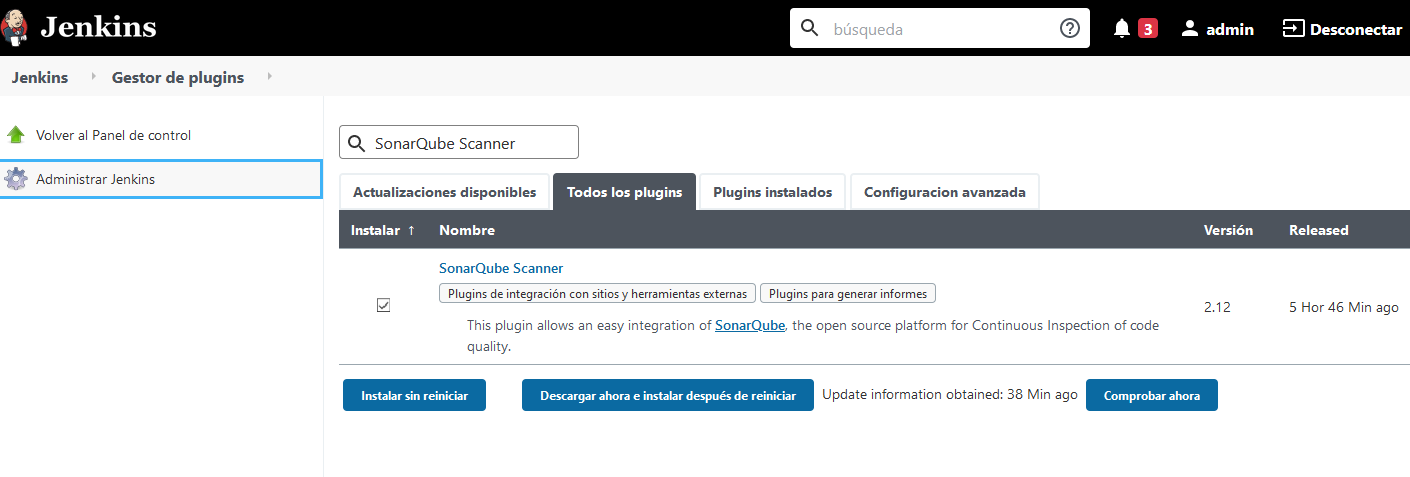 Jenkins
búsqueda
3
admin
Desconectar
Jenkins
Gestor de plugins
Volver al Panel de control
Administrar Jenkins
SonarQube Scanner
Actualizaciones disponibles
Todos los plugins
Plugins instalados
Configuracion avanzada
Instalar ↑
Nombre
Versión
Released
SonarQube Scanner
Plugins de integración con sitios y herramientas externas
Plugins para generar informes
This plugin allows an easy integration of SonarQube, the open source platform for Continuous Inspection of code
quality.
2.12
5 Hor 46 Min ago
Instalar sin reiniciar
Descargar ahora e instalar después de reiniciar
Update information obtained: 38 Min ago
Comprobar ahora